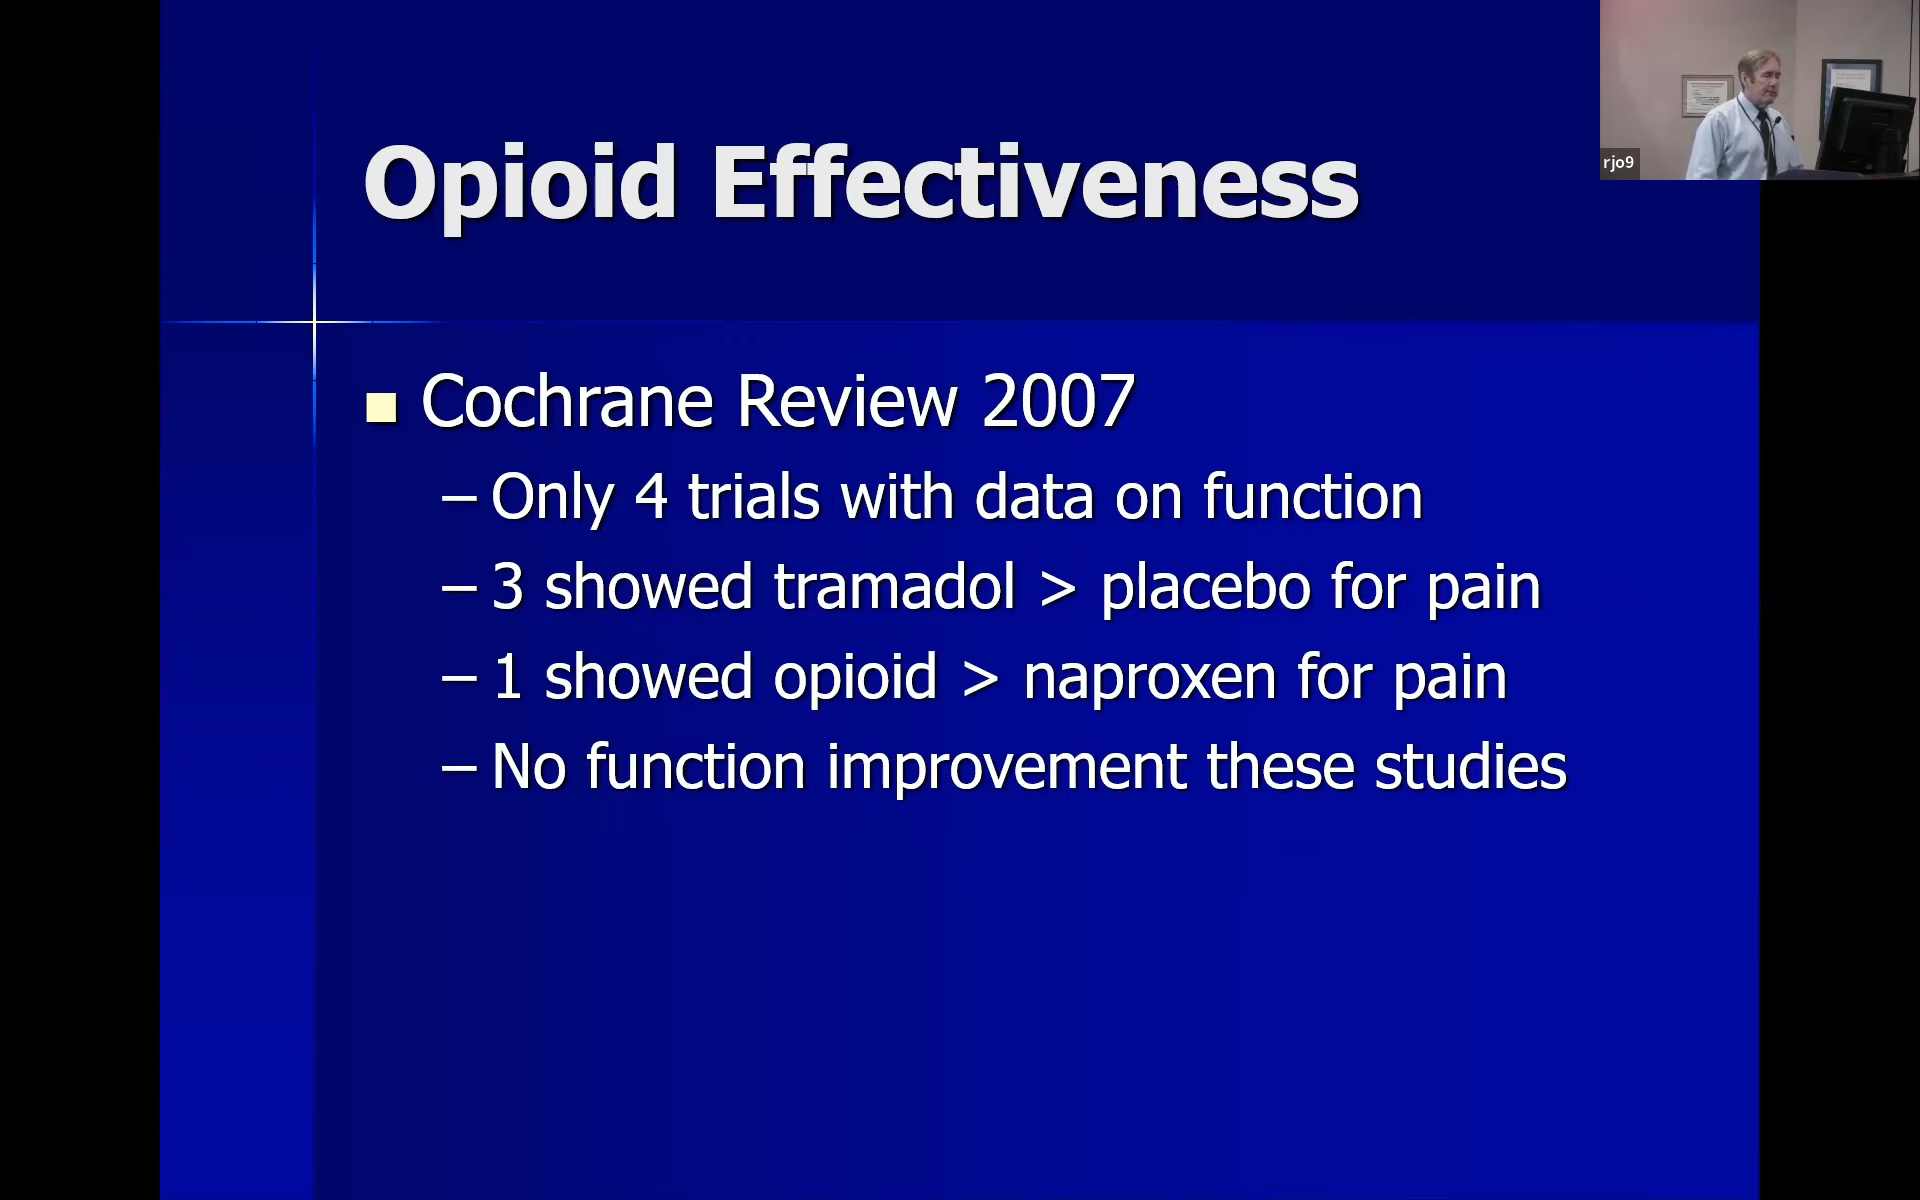 Opioid Effectiveness
Cochrane Review 2007
– Only 4 trials with data on function
– 3 showed tramadol > placebo for pain
– 1 showed opioid > naproxen for pain
– No function improvement these studies
rjo9